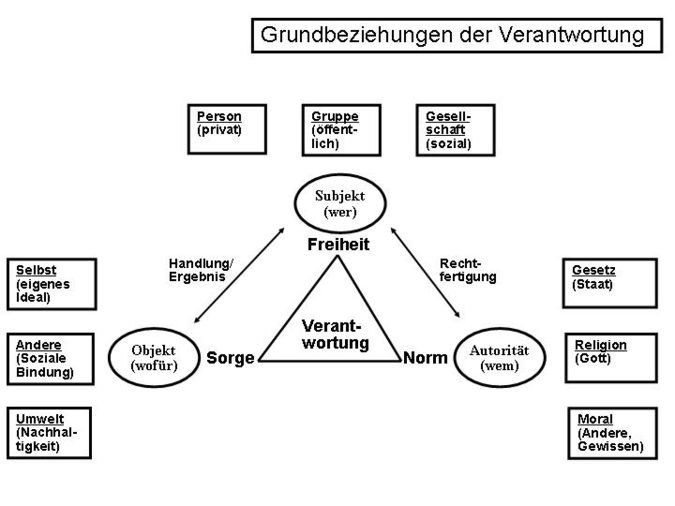 Grundbeziehungen der Verantwortung
Person
(privat)
Gruppe
(öffent-
lich)
Gesell-
schaft
(sozial)
Subjekt
(wer)
Freiheit
Handlung/
Ergebnis
Recht-
fertigung
Selbst
(eigenes
Ideal)
Andere
(Soziale
Bindung)
Umwelt
(Nachhal-
tigkeit)
Objekt
(wofür)
Sorge
Verant-
wortung
Norm
Autorität
(wem)
Gesetz
(Staat)
Religion
(Gott)
Moral
(Andere,
Gewissen)